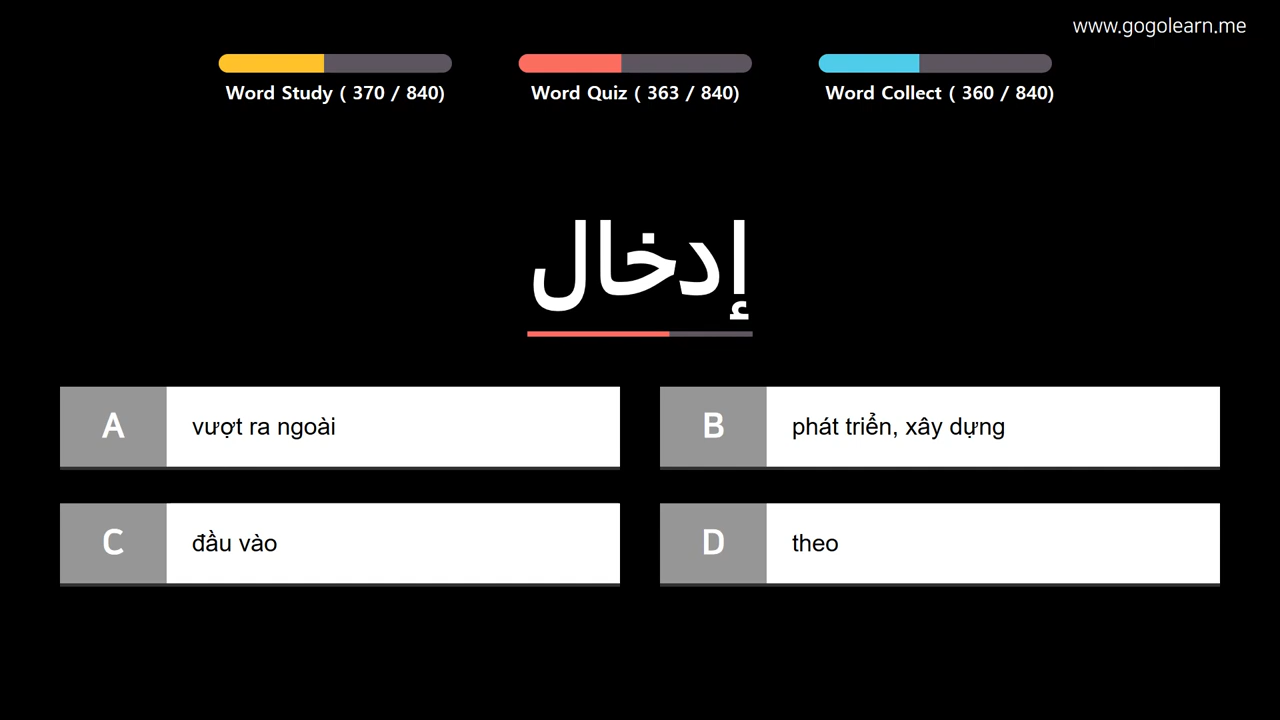 www.gogolearn.me
Word Study ( 370 / 840)
Word Quiz ( 363 / 840)
Word Collect ( 360 / 840)
إدخال
A
vượt ra ngoài
B
phát triển, xây dựng
C
đầu vào
D
theo